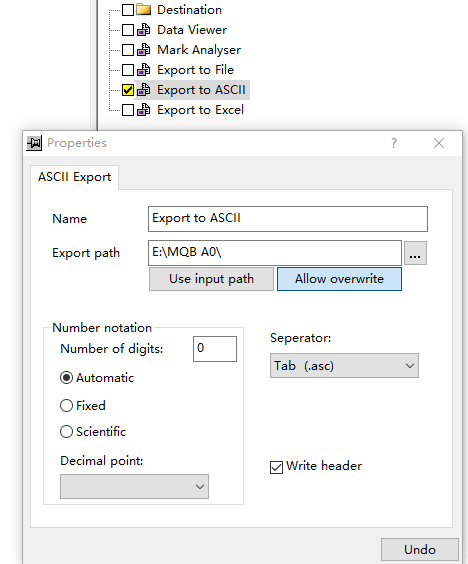 Destination
Data Viewer
Mark Analyser
Export to File
Export to ASCII
Export to Excel
Properties
?
ASCII Export
Name
Export to ASCII
Export path
E:\MQB A0\
...
Use input path
Allow overwrite
Number notation
Number of digits:
0
Seperator:
Automatic
Tab (.asc)
Fixed
Scientific
Decimal point:
Write header
Undo